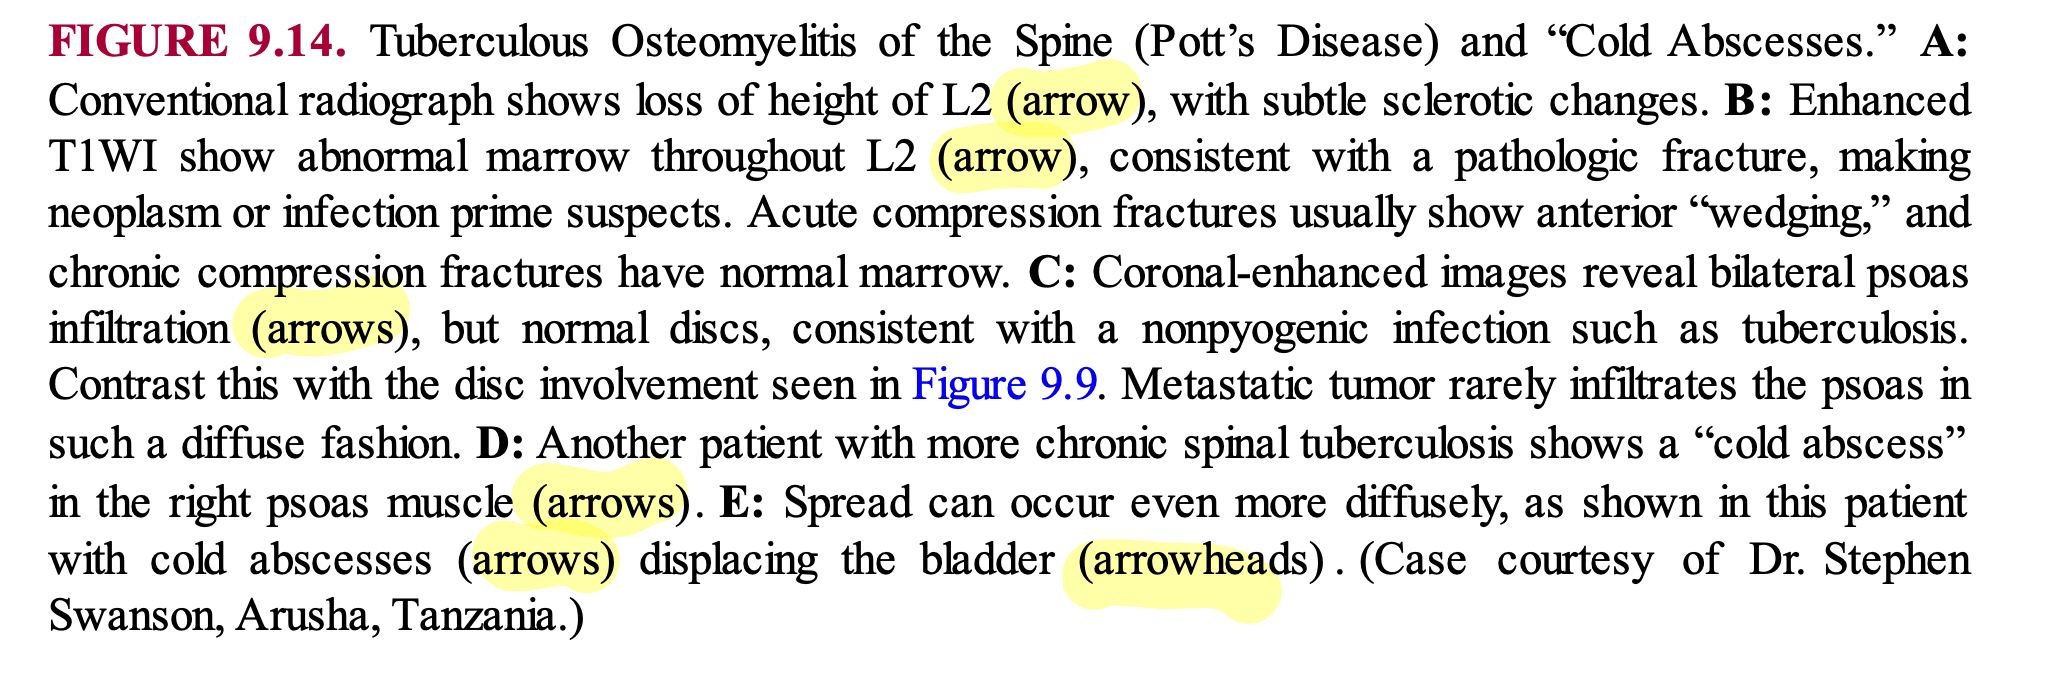 FIGURE 9.14. Tuberculous Osteomyelitis of the Spine (Pott’s Disease) and “Cold Abscesses.” A:
Conventional radiograph shows loss of height of L2 (arrow), with subtle sclerotic changes. B: Enhanced
T1WI show abnormal marrow throughout L2 (arrow), consistent with a pathologic fracture, making
neoplasm or infection prime suspects. Acute compression fractures usually show anterior “wedging,” and
chronic compression fractures have normal marrow. C: Coronal-enhanced images reveal bilateral psoas
infiltration (arrows), but normal discs, consistent with a nonpyogenic infection such as tuberculosis.
Contrast this with the disc involvement seen in Figure 9.9. Metastatic tumor rarely infiltrates the psoas in
such a diffuse fashion. D: Another patient with more chronic spinal tuberculosis shows a “cold abscess”
in the right psoas muscle (arrows). E: Spread can occur even more diffusely, as shown in this patient
with cold abscesses (arrows) displacing the bladder (arrowheads). (Case courtesy of Dr. Stephen
Swanson, Arusha, Tanzania.)